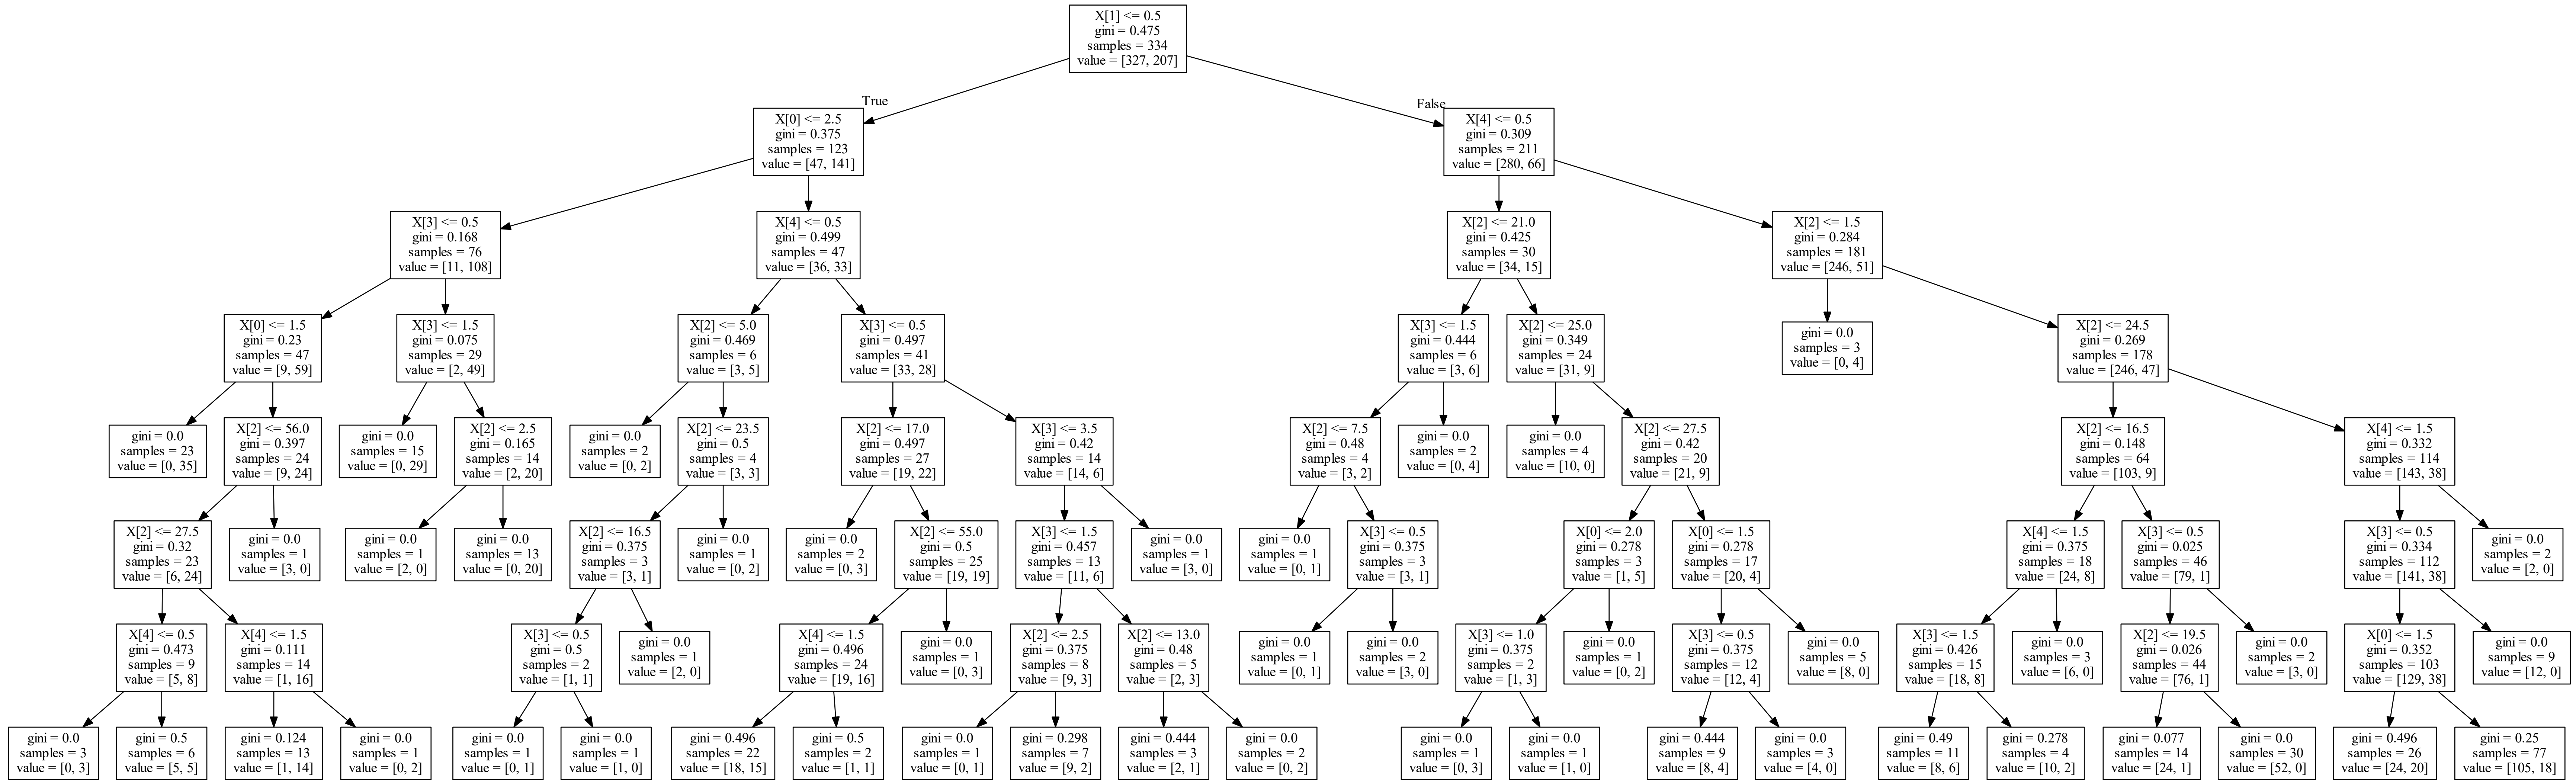 X[1] <= 0.5
gini = 0.475
samples = 334
value = [327, 207]
True
False
X[0] <= 2.5
gini = 0.375
samples = 123
value = [47, 141]
X[4] <= 0.5
gini = 0.309
samples = 211
value = [280, 66]
X[3] <= 0.5
gini = 0.168
samples = 76
value = [11, 108]
X[4] <= 0.5
gini = 0.499
samples = 47
value = [36, 33]
X[2] <= 21.0
gini = 0.425
samples = 30
value = [34, 15]
X[2] <= 1.5
gini = 0.284
samples = 181
value = [246, 51]
X[0] <= 1.5
gini = 0.23
samples = 47
value = [9, 59]
X[3] <= 1.5
gini = 0.075
samples = 29
value = [2, 49]
X[2] <= 5.0
gini = 0.469
samples = 6
value = [3, 5]
X[3] <= 0.5
gini = 0.497
samples = 41
value = [33, 28]
X[3] <= 1.5
gini = 0.444
samples = 6
value = [3, 6]
X[2] <= 25.0
gini = 0.349
samples = 24
value = [31, 9]
gini = 0.0
samples = 3
value = [0, 4]
X[2] <= 24.5
gini = 0.269
samples = 178
value = [246, 47]
gini = 0.0
samples = 23
value = [0, 35]
X[2] <= 56.0
gini = 0.397
samples = 24
value = [9, 24]
gini = 0.0
samples = 15
value = [0, 29]
X[2] <= 2.5
gini = 0.165
samples = 14
value = [2, 20]
gini = 0.0
samples = 2
value = [0, 2]
X[2] <= 23.5
gini = 0.5
samples = 4
value = [3, 3]
X[2] <= 17.0
gini = 0.497
samples = 27
value = [19, 22]
X[3] <= 3.5
gini = 0.42
samples = 14
value = [14, 6]
X[2] <= 7.5
gini = 0.48
samples = 4
value = [3, 2]
gini = 0.0
samples = 2
value = [0, 4]
gini = 0.0
samples = 4
value = [10, 0]
X[2] <= 27.5
gini = 0.42
samples = 20
value = [21, 9]
X[2] <= 16.5
gini = 0.148
samples = 64
value = [103, 9]
X[4] <= 1.5
gini = 0.332
samples = 114
value = [143, 38]
X[2] <= 27.5
gini = 0.32
samples = 23
value = [6, 24]
gini = 0.0
samples = 1
value = [3, 0]
gini = 0.0
samples = 1
value = [2, 0]
gini = 0.0
samples = 13
value = [0, 20]
X[2] <= 16.5
gini = 0.375
samples = 3
value = [3, 1]
gini = 0.0
samples = 1
value = [0, 2]
gini = 0.0
samples = 2
value = [0, 3]
X[2] <= 55.0
gini = 0.5
samples = 25
value = [19, 19]
X[3] <= 1.5
gini = 0.457
samples = 13
value = [11, 6]
gini = 0.0
samples = 1
value = [3, 0]
gini = 0.0
samples = 1
value = [0, 1]
X[3] <= 0.5
gini = 0.375
samples = 3
value = [3, 1]
X[0] <= 2.0
gini = 0.278
samples = 3
value = [1, 5]
X[0] <= 1.5
gini = 0.278
samples = 17
value = [20, 4]
X[4] <= 1.5
gini = 0.375
samples = 18
value = [24, 8]
X[3] <= 0.5
gini = 0.025
samples = 46
value = [79, 1]
X[3] <= 0.5
gini = 0.334
samples = 112
value = [141, 38]
gini = 0.0
samples = 2
value = [2, 0]
X[4] <= 0.5
gini = 0.473
samples = 9
value = [5, 8]
X[4] <= 1.5
gini = 0.111
samples = 14
value = [1, 16]
X[3] <= 0.5
gini = 0.5
samples = 2
value = [1, 1]
gini = 0.0
samples = 1
value = [2, 0]
X[4] <= 1.5
gini = 0.496
samples = 24
value = [19, 16]
gini = 0.0
samples = 1
value = [0, 3]
X[2] <= 2.5
gini = 0.375
samples = 8
value = [9, 3]
X[2] <= 13.0
gini = 0.48
samples = 5
value = [2, 3]
gini = 0.0
samples = 1
value = [0, 1]
gini = 0.0
samples = 2
value = [3, 0]
X[3] <= 1.0
gini = 0.375
samples = 2
value = [1, 3]
gini = 0.0
samples = 1
value = [0, 2]
X[3] <= 0.5
gini = 0.375
samples = 12
value = [12, 4]
gini = 0.0
samples = 5
value = [8, 0]
X[3] <= 1.5
gini = 0.426
samples = 15
value = [18, 8]
gini = 0.0
samples = 3
value = [6, 0]
X[2] <= 19.5
gini = 0.026
samples = 44
value = [76, 1]
gini = 0.0
samples = 2
value = [3, 0]
X[0] <= 1.5
gini = 0.352
samples = 103
value = [129, 38]
gini = 0.0
samples = 9
value = [12, 0]
gini = 0.0
samples = 3
value = [0, 3]
gini = 0.5
samples = 6
value = [5, 5]
gini = 0.124
samples = 13
value = [1, 14]
gini = 0.0
samples = 1
value = [0, 2]
gini = 0.0
samples = 1
value = [0, 1]
gini = 0.0
samples = 1
value = [1, 0]
gini = 0.496
samples = 22
value = [18, 15]
gini = 0.5
samples = 2
value = [1, 1]
gini = 0.0
samples = 1
value = [0, 1]
gini = 0.298
samples = 7
value = [9, 2]
gini = 0.444
samples = 3
value = [2, 1]
gini = 0.0
samples = 2
value = [0, 2]
gini = 0.0
samples = 1
value = [0, 3]
gini = 0.0
samples = 1
value = [1, 0]
gini = 0.444
samples = 9
value = [8, 4]
gini = 0.0
samples = 3
value = [4, 0]
gini = 0.49
samples = 11
value = [8, 6]
gini = 0.278
samples = 4
value = [10, 2]
gini = 0.077
samples = 14
value = [24, 1]
gini = 0.0
samples = 30
value = [52, 0]
gini = 0.496
samples = 26
value = [24, 20]
gini = 0.25
samples = 77
value = [105, 18]